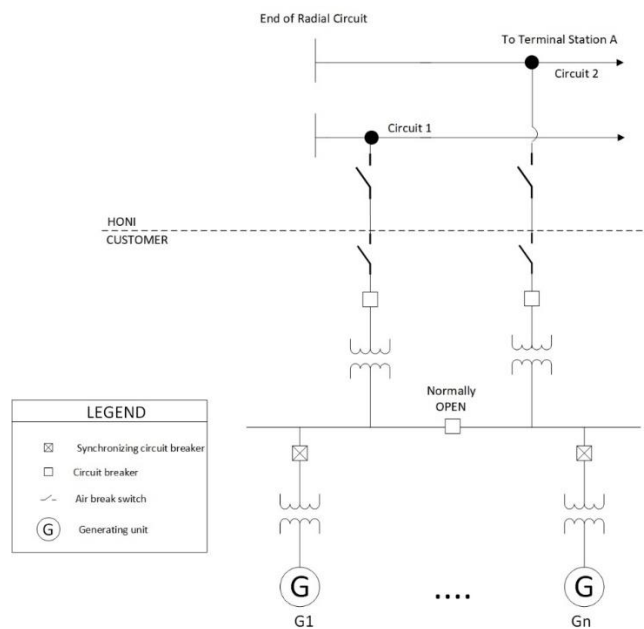 End of Radial Circuit
To Terminal Station A
Circuit 2
Circuit 1
HONI
CUSTOMER
Normally
OPEN
LEGEND
Synchronizing circuit breaker
Circuit breaker
Air break switch
G Generating unit
G
G
G1
....
Gn